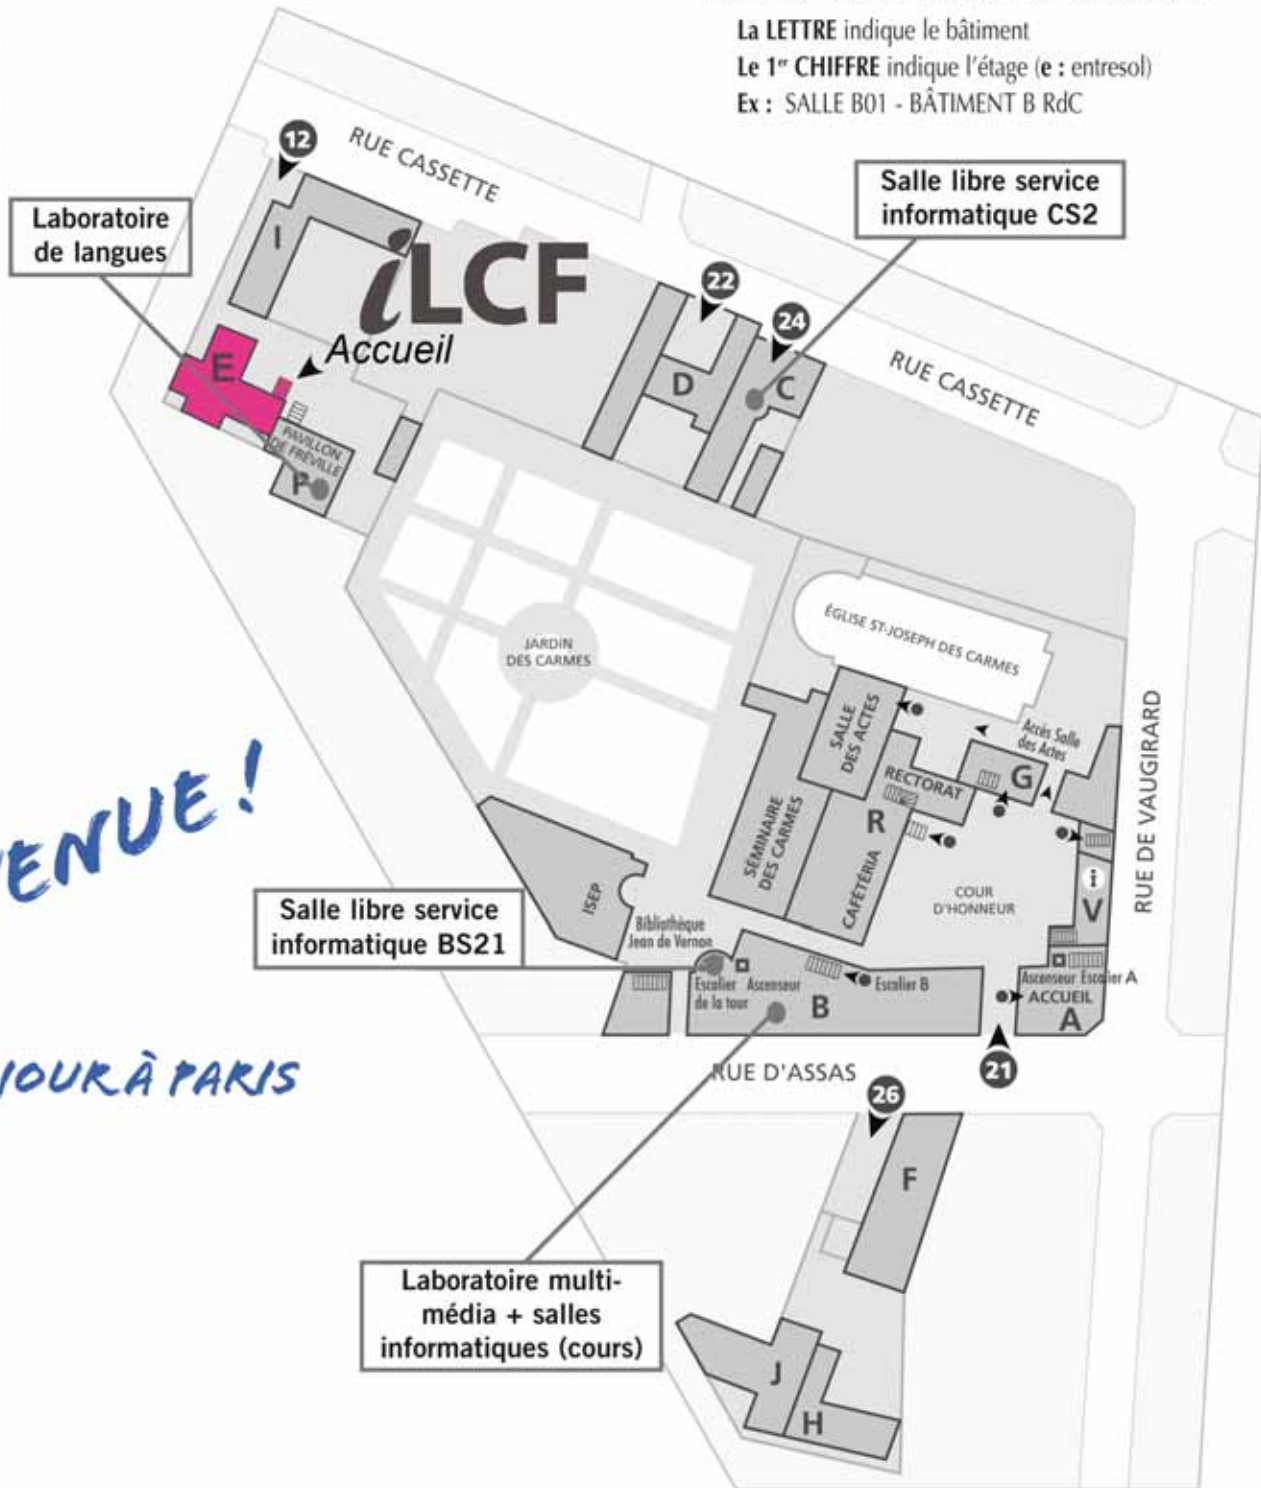 La LETTRE indique le bâtiment
Le 1er CHIFFRE indique l'étage (e : entresol)
Ex : SALLE B01 - BÂTIMENT B RdC
12
RUE CASSETTE
Salle libre service
informatique CS2
Laboratoire
de langues
I
iLCF
Accueil
22
24
RUE CASSETTE
E
D
C
PAVILLON
DE FRÉVILLE
P
JARDIN
DES CARMES
ÉGLISE ST-JOSEPH DES CARMES
SALLE
DES ACTES
Accès Salle
des Actes
RECTORAT
G
RUE DE VAUGIRARD
R
SÉMINAIRE
DES CARMES
CAFÉTÉRIA
COUR
D'HONNEUR
i
V
ENUE !
ISEP
Salle libre service
informatique BS21
Bibliothèque
Jean de Vernon
Escalier
de la tour
Ascenseur
Escalier B
B
Ascenseur Escalier A
ACCUEIL
A
JOUR À PARIS
RUE D'ASSAS
21
26
F
Laboratoire multi-
média + salles
informatiques (cours)
J
H